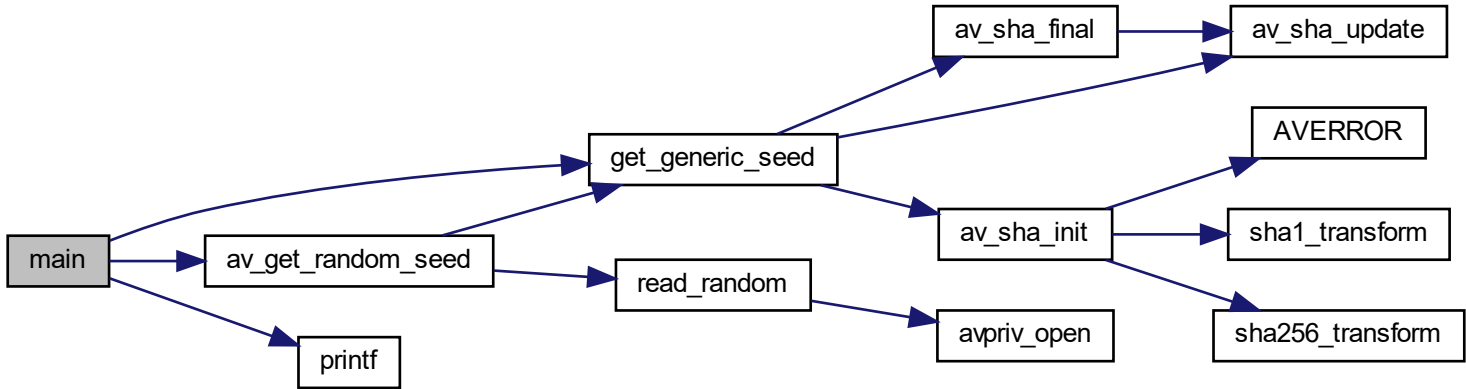 main
av_get_random_seed
printf
get_generic_seed
read_random
av_sha_final
av_sha_init
avpriv_open
av_sha_update
AVERROR
sha1_transform
sha256_transform